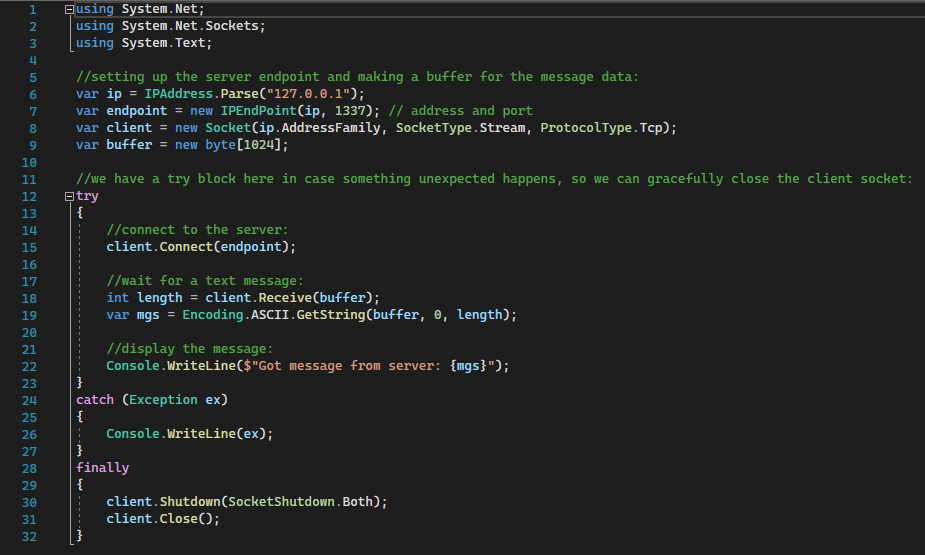 1 using System.Net;
2 using System.Net.Sockets;
3 using System.Text;
4
5 //setting up the server endpoint and making a buffer for the message data:
6 var ip = IPAddress.Parse("127.0.0.1");
7 var endpoint = new IPEndPoint(ip, 1337); // address and port
8 var client = new Socket(ip.AddressFamily, SocketType.Stream, ProtocolType.Tcp);
9 var buffer = new byte[1024];
10
11 //we have a try block here in case something unexpected happens, so we can gracefully close the client socket:
12 try
13 {
14     //connect to the server:
15     client.Connect(endpoint);
16
17     //wait for a text message:
18     int length = client.Receive(buffer);
19     var mgs = Encoding.ASCII.GetString(buffer, 0, length);
20
21     //display the message:
22     Console.WriteLine($"Got message from server: {mgs}");
23 }
24 catch (Exception ex)
25 {
26     Console.WriteLine(ex);
27 }
28 finally
29 {
30     client.Shutdown(SocketShutdown.Both);
31     client.Close();
32 }